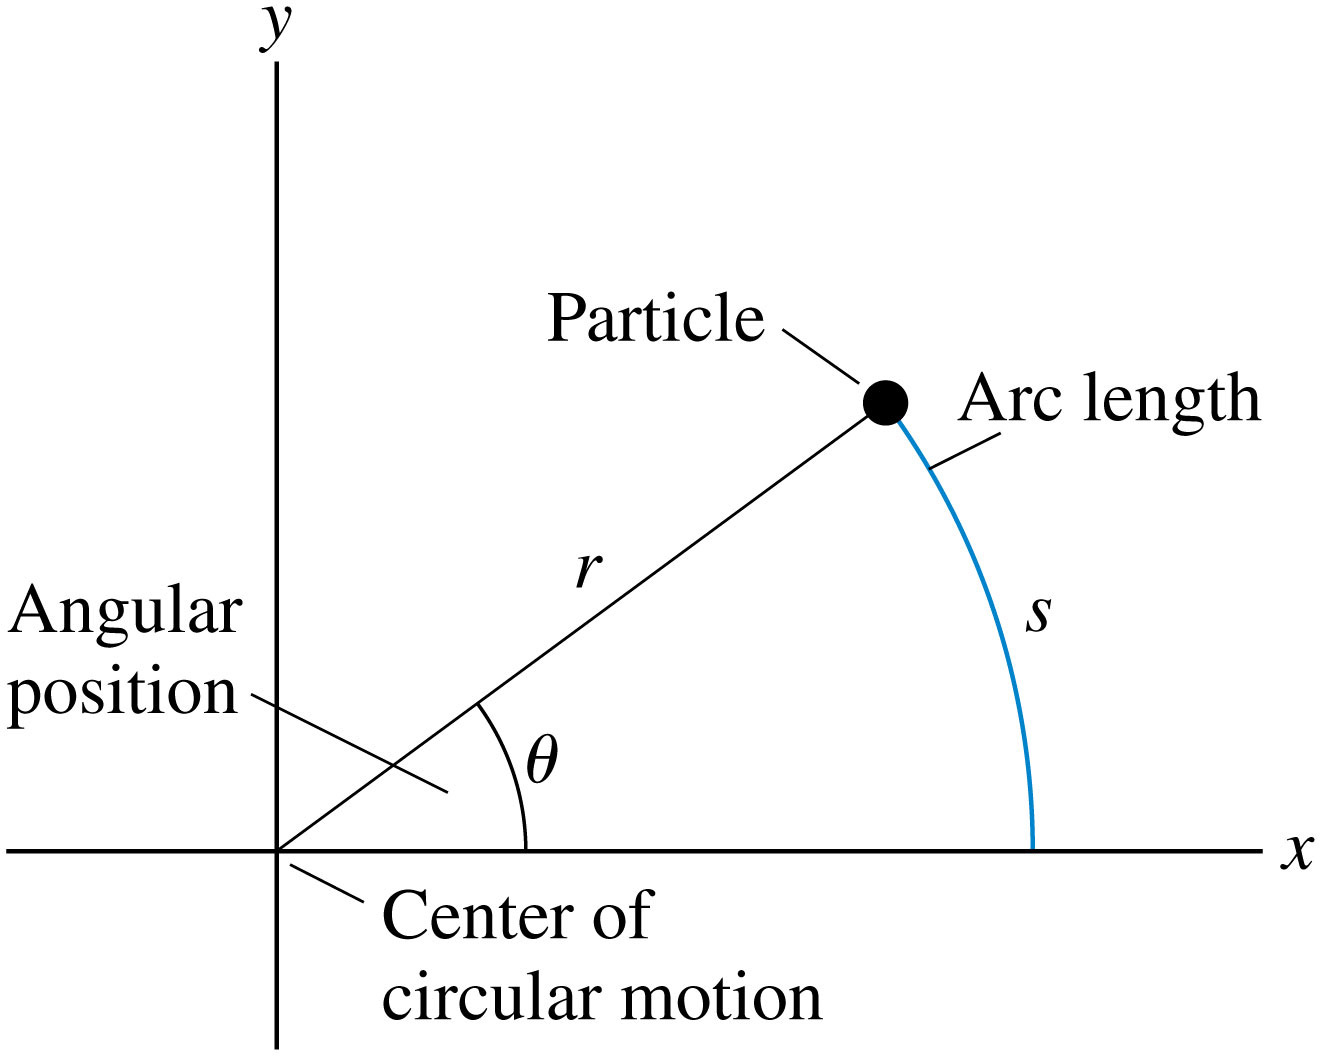 y
Particle
Arc length
r
Angular
position
s
θ
x
Center of
circular motion